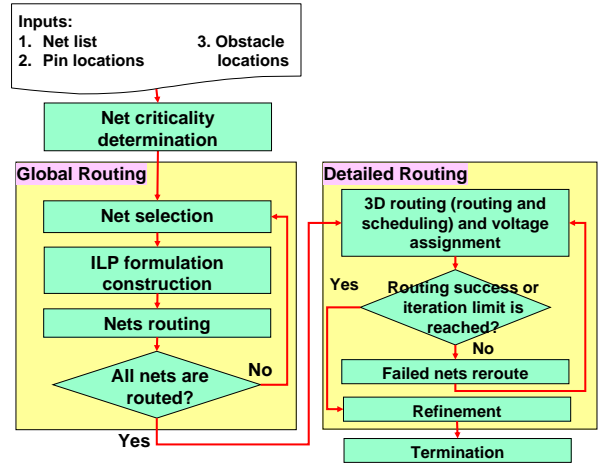 Inputs:
1. Net list
2. Pin locations
3. Obstacle
locations
Net criticality
determination
Global Routing
Net selection
ILP formulation
construction
Nets routing
All nets are
routed?
No
Yes
Detailed Routing
3D routing (routing and
scheduling) and voltage
assignment
Yes
Routing success or
iteration limit is
reached?
No
Failed nets reroute
Refinement
Termination